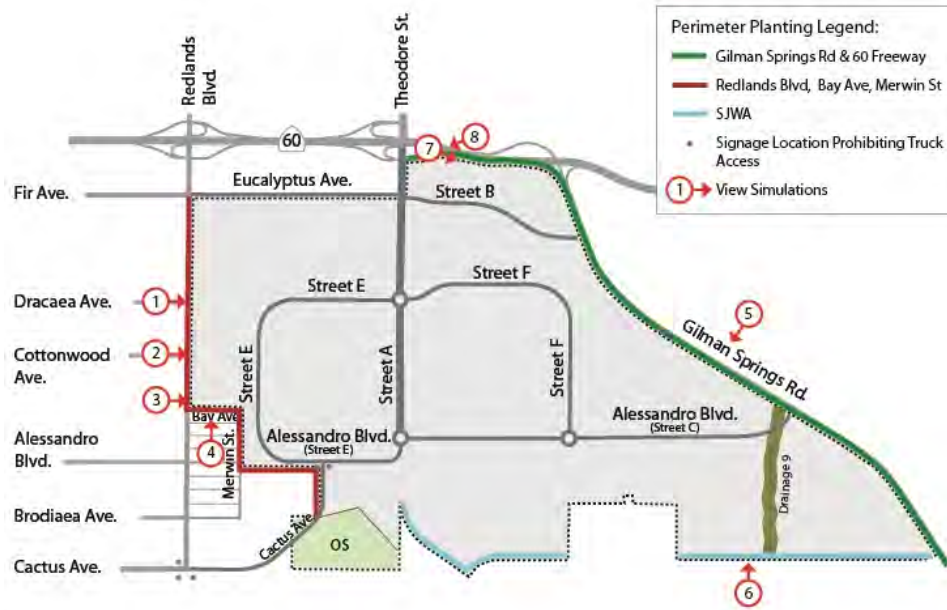 Redlands
Blvd.
Theodore St.
Perimeter Planting Legend:
Gilman Springs Rd & 60 Freeway
Redlands Blvd, Bay Ave, Merwin St
SJWA
Signage Location Prohibiting Truck
Access
1
View Simulations
60
7
8
Fir Ave.
Eucalyptus Ave.
Street B
Dracaea Ave.
1
Street E
Street F
5
Gilman Springs Rd.
Cottonwood
Ave.
2
Street E
Street A
Street F
3
Bay Ave.
4
Merwin St.
Alessandro
Blvd.
Alessandro Blvd.
(Street E)
Alessandro Blvd.
(Street C)
Drainage 9
Brodiaea Ave.
Cactus Ave.
OS
Cactus Ave.
6